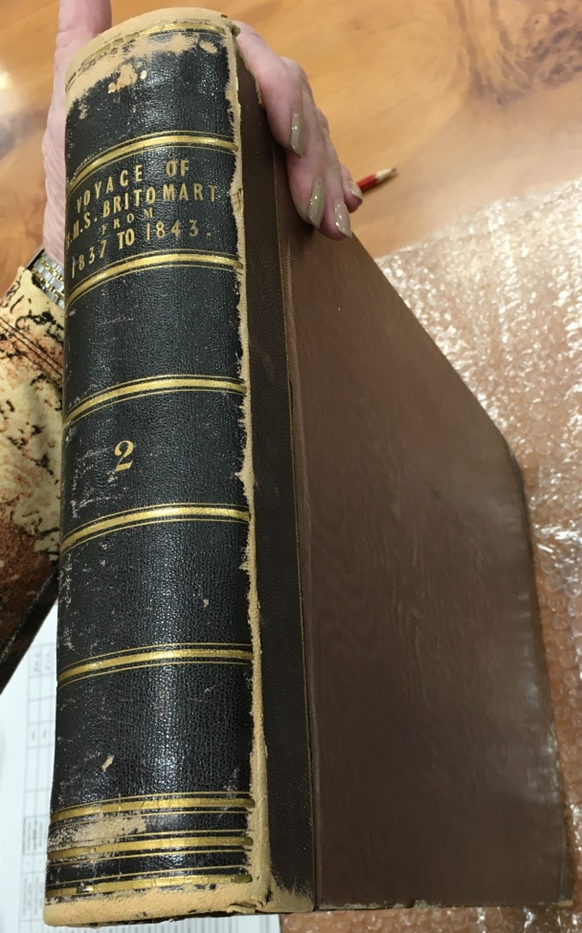 VOYAGE OF
H.M.S. BRITOMART
FROM
1837 TO 1843.
2